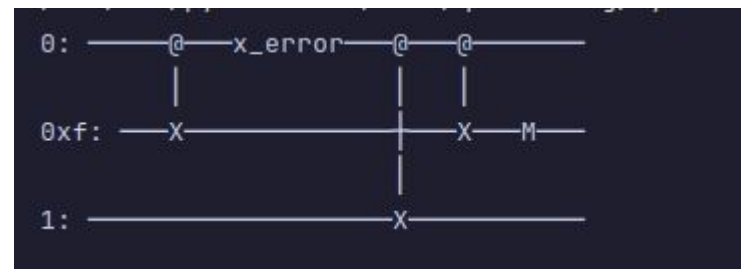 0: ———@———x_error———@———@————————
0xf: ———X———————————┼———X———M———
1: —————————————————X————————————